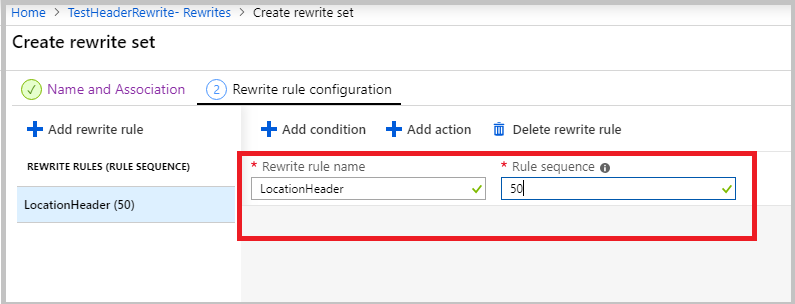 Home > TestHeaderRewrite- Rewrites > Create rewrite set
Create rewrite set
Name and Association 2 Rewrite rule configuration
Add rewrite rule Add condition Add action Delete rewrite rule
REWRITE RULES (RULE SEQUENCE)
* Rewrite rule name * Rule sequence
LocationHeader 50
LocationHeader (50)